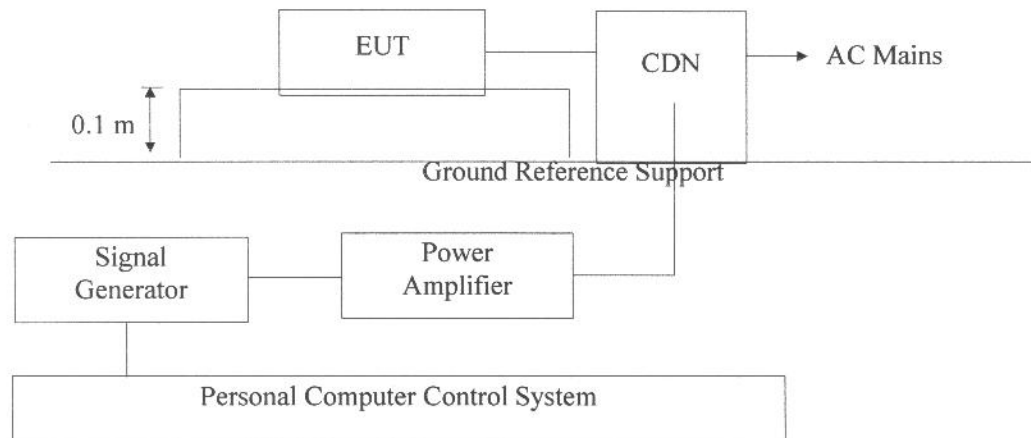 EUT
CDN
AC Mains
0.1 m
Ground Reference Support
Signal
Generator
Power
Amplifier
Personal Computer Control System